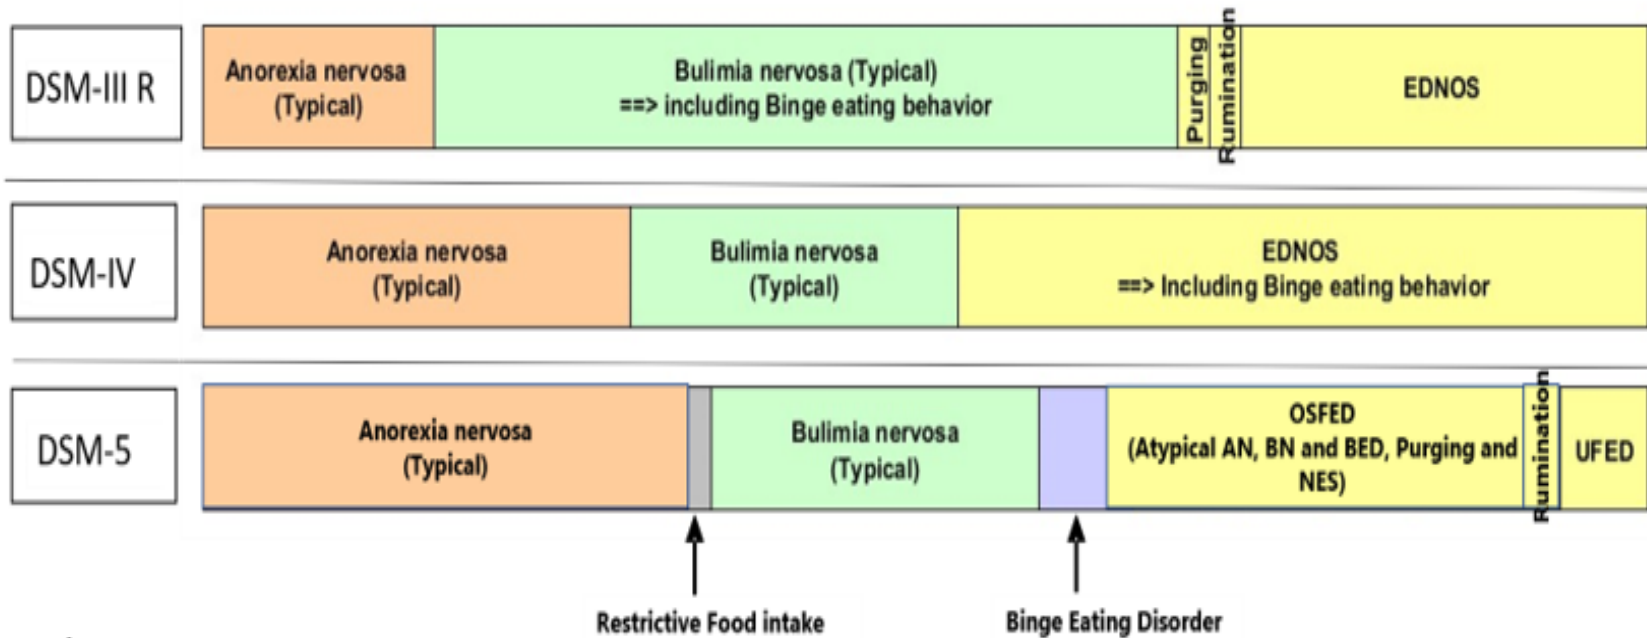 DSM-III R
Anorexia nervosa
(Typical)
Bulimia nervosa (Typical)
==> including Binge eating behavior
Purging
Rumination
EDNOS
DSM-IV
Anorexia nervosa
(Typical)
Bulimia nervosa
(Typical)
EDNOS
==> Including Binge eating behavior
DSM-5
Anorexia nervosa
(Typical)
Bulimia nervosa
(Typical)
OSFED
(Atypical AN, BN and BED, Purging and
NES)
Rumination
UFED
Restrictive Food intake
Binge Eating Disorder